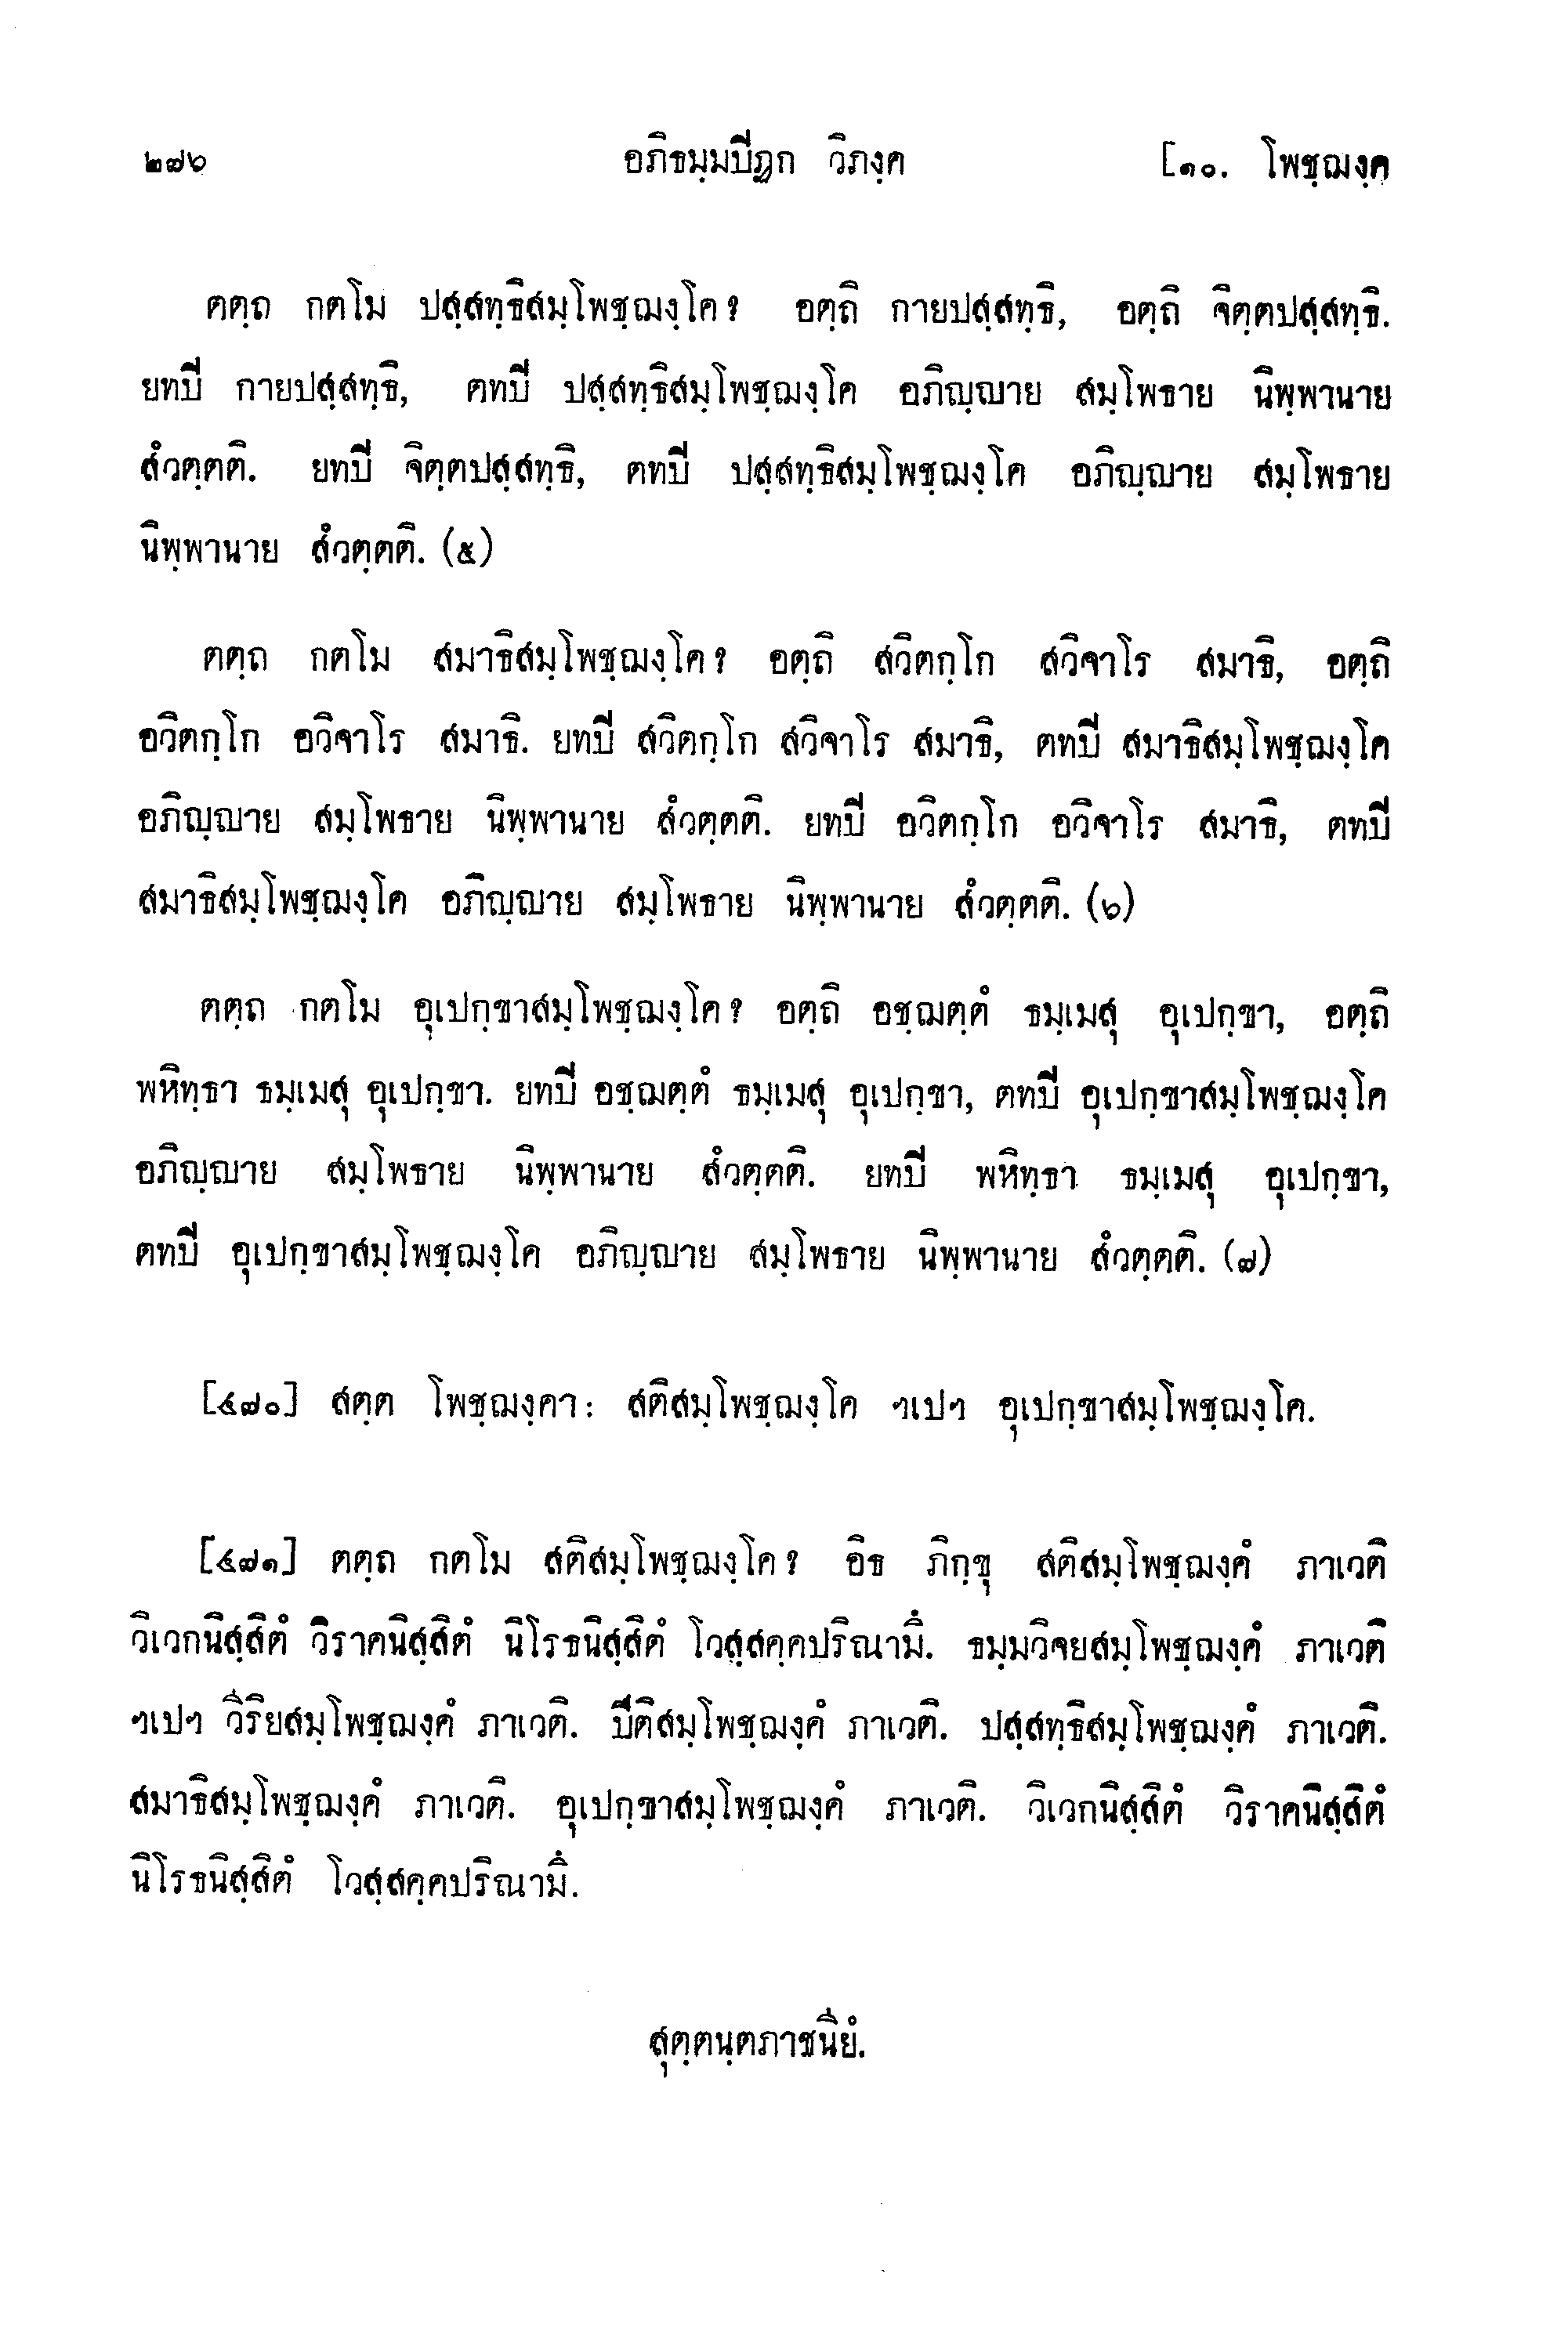 ๒๗๖ อภิธมฺมปิฏก วิภงฺค [๑๐. โพชฺฌงฺค
ตตฺถ กตโม ปสฺสทฺธิสมฺโพชฺฌงฺโค? อตฺถิ กายปสฺสทฺธิ, อตฺถิ จิตฺตปสฺสทฺธิ.
ยทปิ กายปสฺสทฺธิ, ตทปิ ปสฺสทฺธิสมฺโพชฺฌงฺโค อภิญฺญาย สมฺโพธาย นิพฺพานาย
สํวตฺตติ. ยทปิ จิตฺตปสฺสทฺธิ, ตทปิ ปสฺสทฺธิสมฺโพชฺฌงฺโค อภิญฺญาย สมฺโพธาย
นิพฺพานาย สํวตฺตติ. (๕)
ตตฺถ กตโม สมาธิสมฺโพชฺฌงฺโค? อตฺถิ สวิตกฺโก สวิจาโร สมาธิ, อตฺถิ
อวิตกฺโก อวิจาโร สมาธิ. ยทปิ สวิตกฺโก สวิจาโร สมาธิ, ตทปิ สมาธิสมฺโพชฺฌงฺโค
อภิญฺญาย สมฺโพธาย นิพฺพานาย สํวตฺตติ. ยทปิ อวิตกฺโก อวิจาโร สมาธิ, ตทปิ
สมาธิสมฺโพชฺฌงฺโค อภิญฺญาย สมฺโพธาย นิพฺพานาย สํวตฺตติ. (๖)
ตตฺถ กตโม อุเปกฺขาสมฺโพชฺฌงฺโค? อตฺถิ อชฺฌตฺตํ ธมฺเมสุ อุเปกฺขา, อตฺถิ
พหิทฺธา ธมฺเมสุ อุเปกฺขา. ยทปิ อชฺฌตฺตํ ธมฺเมสุ อุเปกฺขา, ตทปิ อุเปกฺขาสมฺโพชฺฌงฺโค
อภิญฺญาย สมฺโพธาย นิพฺพานาย สํวตฺตติ. ยทปิ พหิทฺธา ธมฺเมสุ อุเปกฺขา,
ตทปิ อุเปกฺขาสมฺโพชฺฌงฺโค อภิญฺญาย สมฺโพธาย นิพฺพานาย สํวตฺตติ. (๗)
[๔๗๐] สตฺต โพชฺฌงฺคา: สติสมฺโพชฺฌงฺโค ฯเปฯ อุเปกฺขาสมฺโพชฺฌงฺโค.
[๔๗๑] ตตฺถ กตโม สติสมฺโพชฺฌงฺโค? อิธ ภิกฺขุ สติสมฺโพชฺฌงฺคํ ภาเวติ
วิเวกนิสฺสิตํ วิราคนิสฺสิตํ นิโรธนิสฺสิตํ โวสฺสคฺคปริณามึ. ธมฺมวิจยสมฺโพชฺฌงฺคํ ภาเวติ
ฯเปฯ วีริยสมฺโพชฺฌงฺคํ ภาเวติ. ปีติสมฺโพชฺฌงฺคํ ภาเวติ. ปสฺสทฺธิสมฺโพชฺฌงฺคํ ภาเวติ.
สมาธิสมฺโพชฺฌงฺคํ ภาเวติ. อุเปกฺขาสมฺโพชฺฌงฺคํ ภาเวติ. วิเวกนิสฺสิตํ วิราคนิสฺสิตํ
นิโรธนิสฺสิตํ โวสฺสคฺคปริณามึ.
สุตฺตนฺตภาชนียํ.